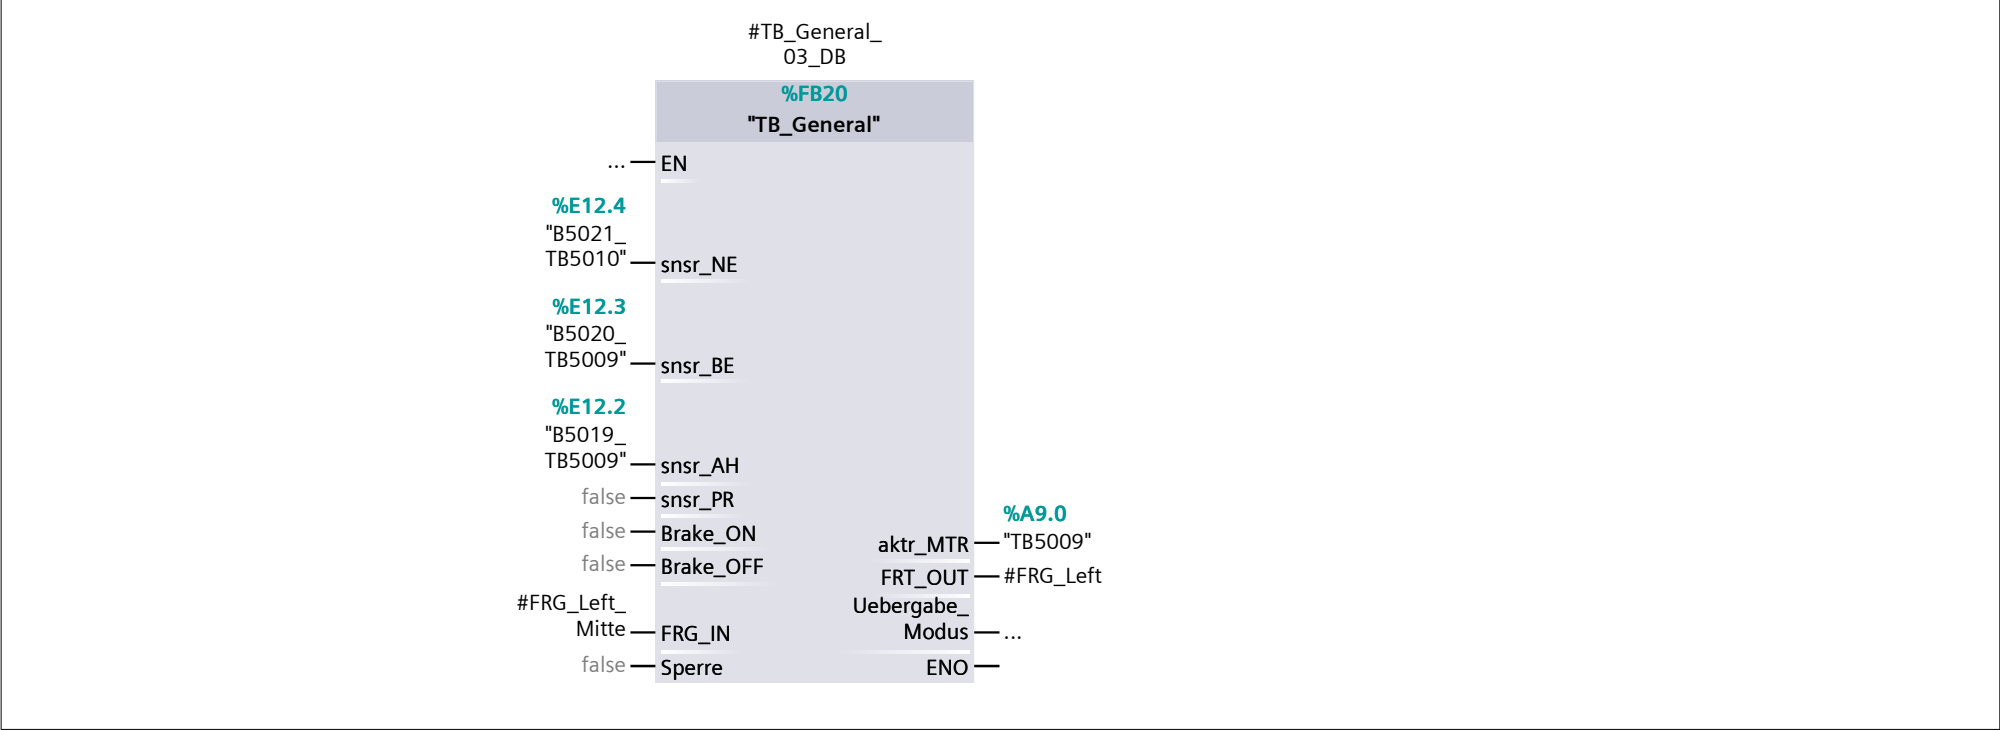 #TB_General_
03_DB
%FB20
"TB_General"
... EN
%E12.4
"B5021_
TB5010" snsr_NE
%E12.3
"B5020_
TB5009" snsr_BE
%E12.2
"B5019_
TB5009" snsr_AH
false snsr_PR
false Brake_ON
false Brake_OFF
#FRG_Left_
Mitte FRG_IN
false Sperre
%A9.0
aktr_MTR "TB5009"
FRT_OUT #FRG_Left
Uebergabe_
Modus ...
ENO